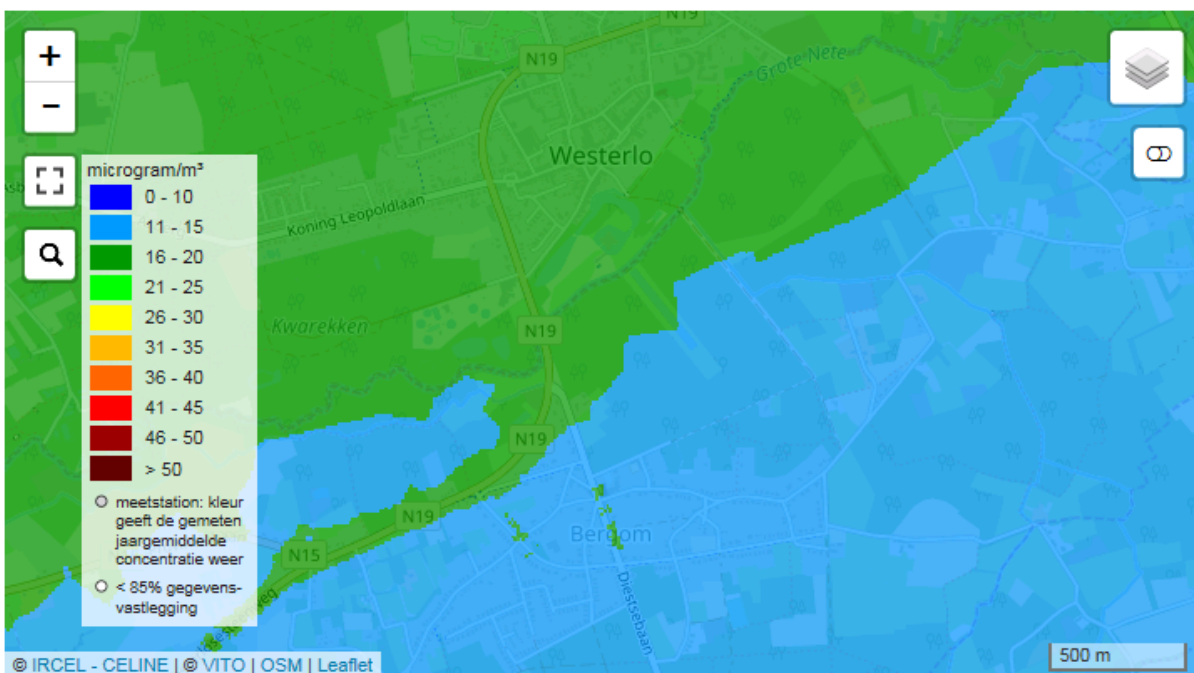 N19
N19
Grote Nete
+
−
Westerlo
microgram/m³
0 - 10
11 - 15
16 - 20
21 - 25
26 - 30
31 - 35
36 - 40
41 - 45
46 - 50
> 50
meetstation: kleur
geeft de gemeten
jaargemiddelde
concentratie weer
< 85% gegevens-
vastlegging
Koning Leopoldlaan
Kwarekken
N19
N19
N19
N15
Bergom
Diestsebaan
500 m
© IRCEL - CELINE | © VITO | OSM | Leaflet